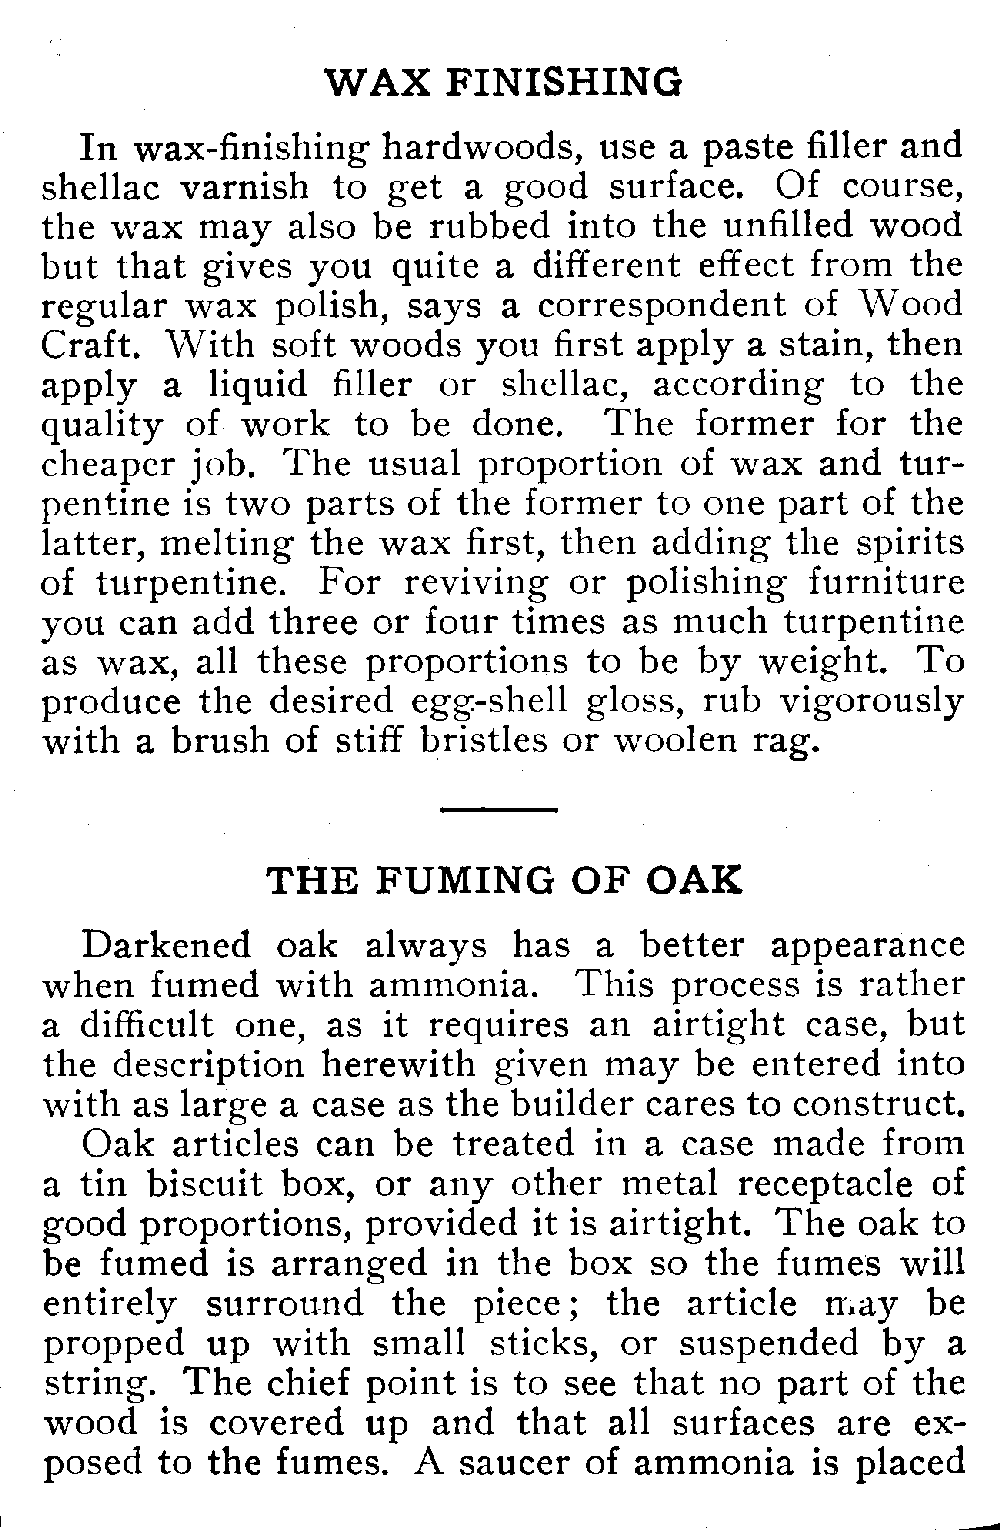 WAX FINISHING
In wax-finishing hardwoods, use a paste filler and
shellac varnish to get a good surface. Of course,
the wax may also be rubbed into the unfilled wood
but that gives you quite a different effect from the
regular wax polish, says a correspondent of Wood
Craft. With soft woods you first apply a stain, then
apply a liquid filler or shellac, according to the
quality of work to be done. The former for the
cheaper job. The usual proportion of wax and tur-
pentine is two parts of the former to one part of the
latter, melting the wax first, then adding the spirits
of turpentine. For reviving or polishing furniture
you can add three or four times as much turpentine
as wax, all these proportions to be by weight. To
produce the desired egg-shell gloss, rub vigorously
with a brush of stiff bristles or woolen rag.
THE FUMING OF OAK
Darkened oak always has a better appearance
when fumed with ammonia. This process is rather
a difficult one, as it requires an airtight case, but
the description herewith given may be entered into
with as large a case as the builder cares to construct.
Oak articles can be treated in a case made from
a tin biscuit box, or any other metal receptacle of
good proportions, provided it is airtight. The oak to
be fumed is arranged in the box so the fumes will
entirely surround the piece; the article may be
propped up with small sticks, or suspended by a
string. The chief point is to see that no part of the
wood is covered up and that all surfaces are ex-
posed to the fumes. A saucer of ammonia is placed